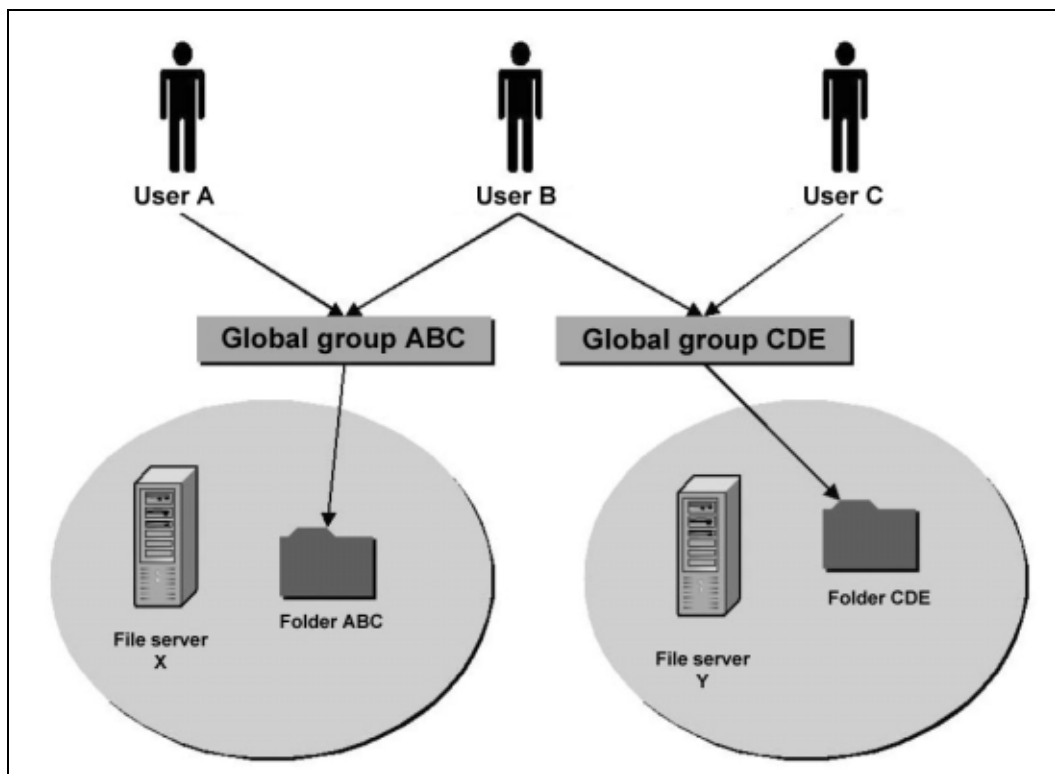 User A
User B
User C
Global group ABC
Global group CDE
Folder ABC
File server
X
Folder CDE
File server
Y